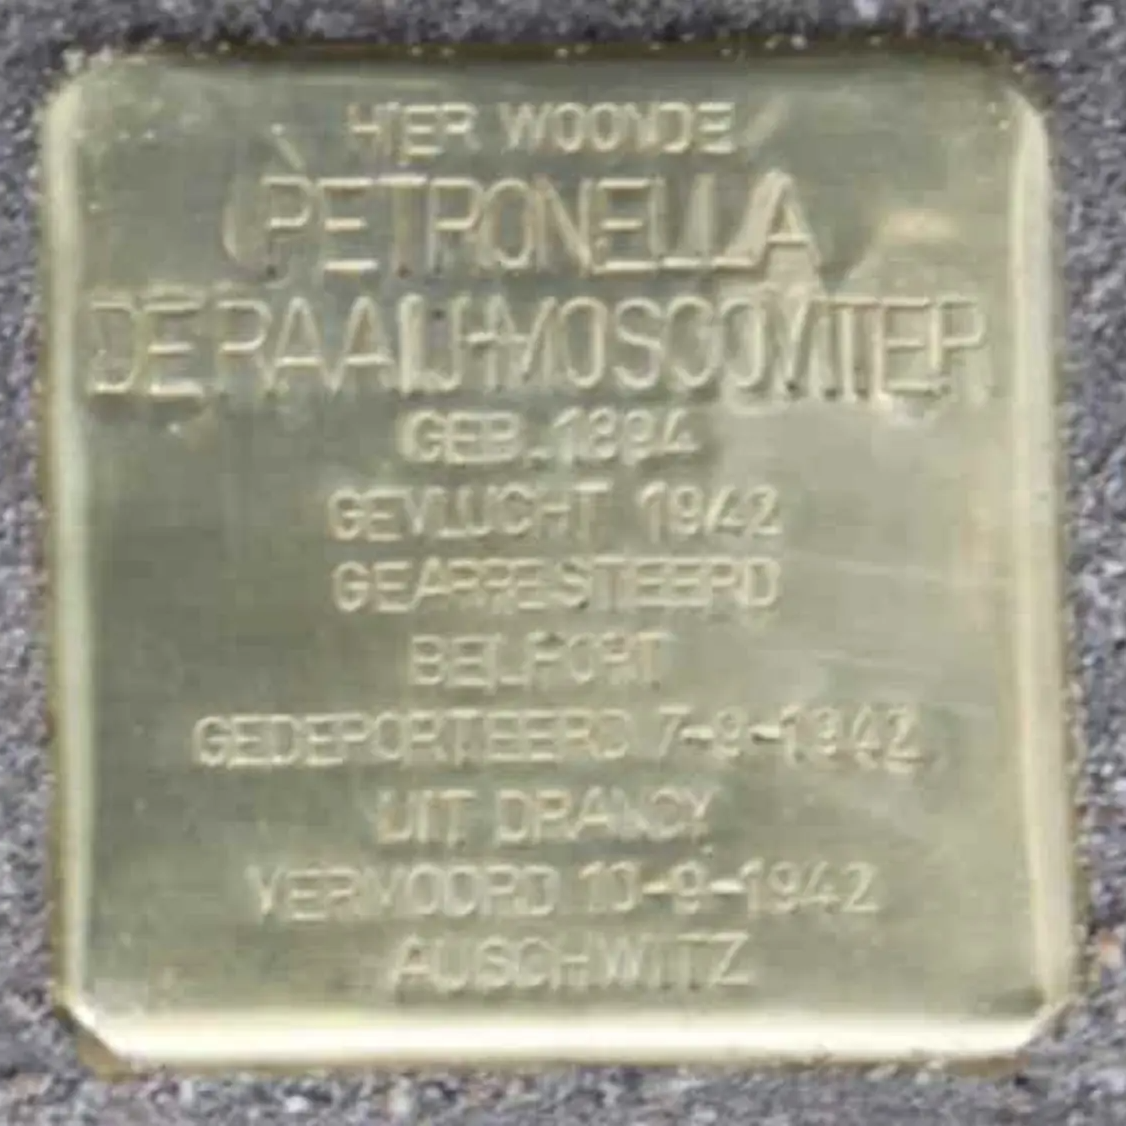 HIER WOONDE
PETRONELLA
DE RAAIJ-MOSCOVITER
GEB. 1894
GEVLUCHT 1942
GEARRESTEERD
BELFORT
GEDEPORTEERD 7-9-1942
UIT DRANCY
VERMOORD 10-9-1942
AUSCHWITZ